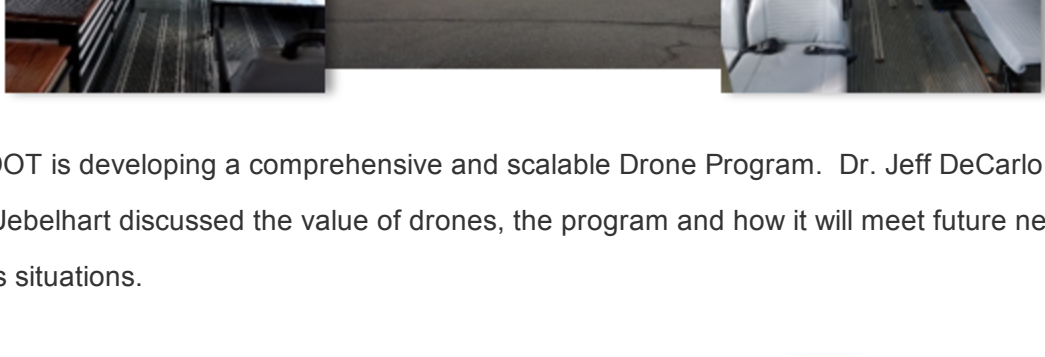 DOT is developing a comprehensive and scalable Drone Program. Dr. Jeff DeCarlo
Uebelhart discussed the value of drones, the program and how it will meet future ne
s situations.